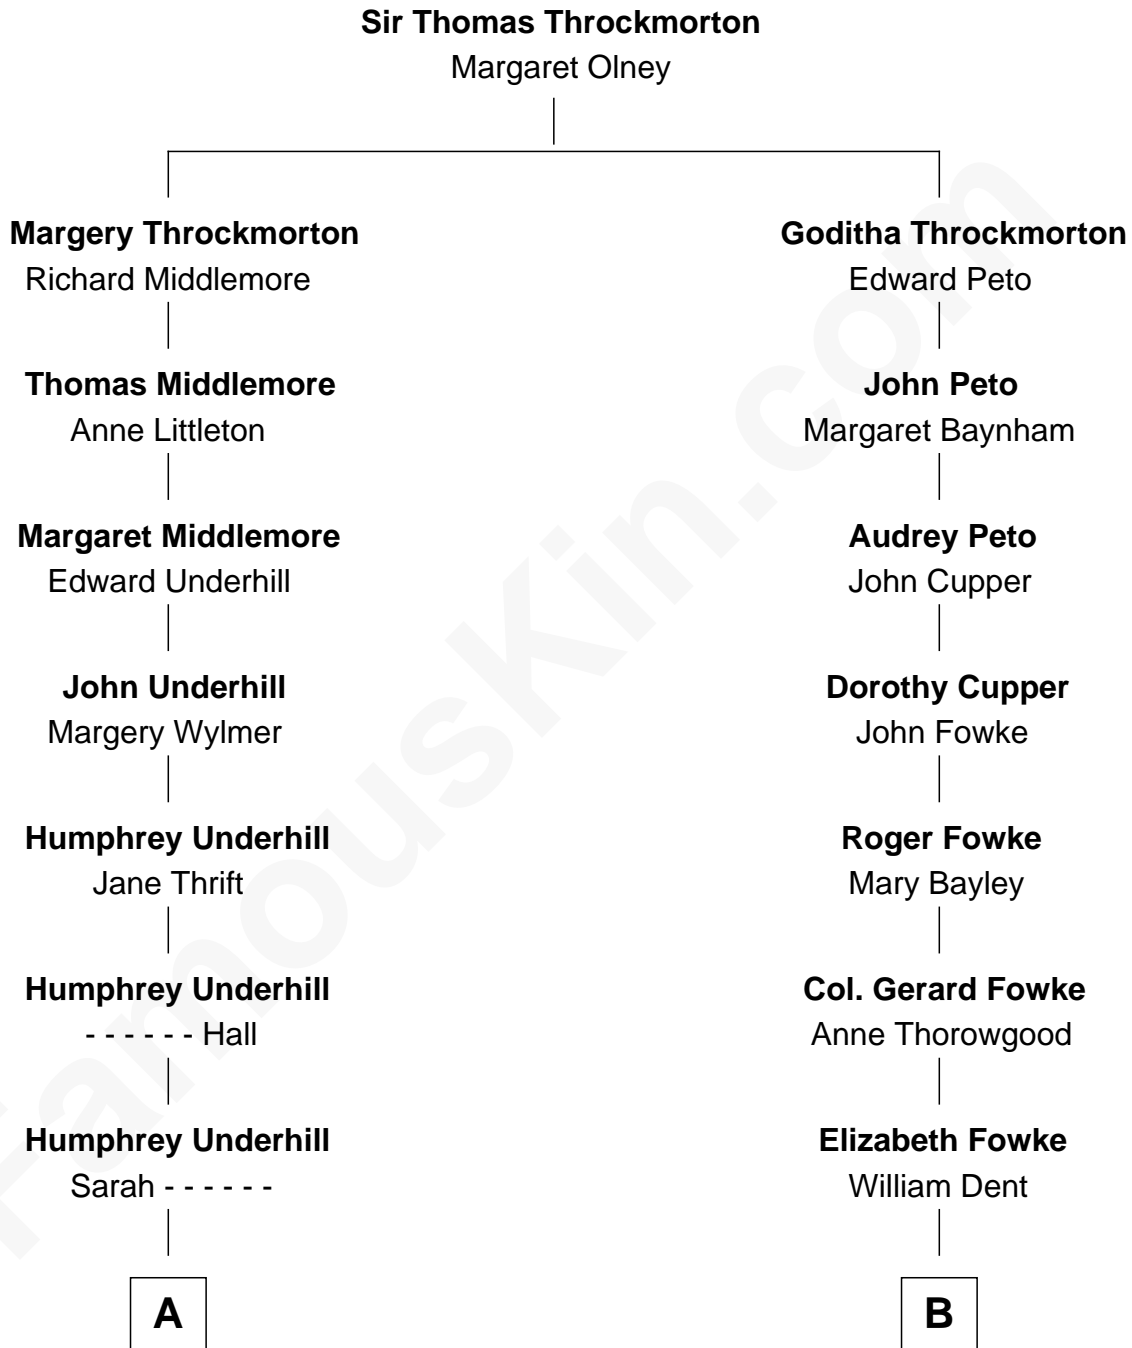 Sir Thomas Throckmorton
Margaret Olney
Margery Throckmorton
Richard Middlemore
Goditha Throckmorton
Edward Peto
Thomas Middlemore
Anne Littleton
John Peto
Margaret Baynham
Margaret Middlemore
Edward Underhill
Audrey Peto
John Cupper
John Underhill
Margery Wylmer
Dorothy Cupper
John Fowke
Humphrey Underhill
Jane Thrift
Roger Fowke
Mary Bayley
Humphrey Underhill
- - - - - - Hall
Col. Gerard Fowke
Anne Thorowgood
Humphrey Underhill
Sarah - - - - - -
Elizabeth Fowke
William Dent
A
B
FamousKin.com